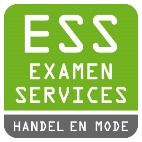 ESS
EXAMEN
SERVICES
HANDEL EN MODE